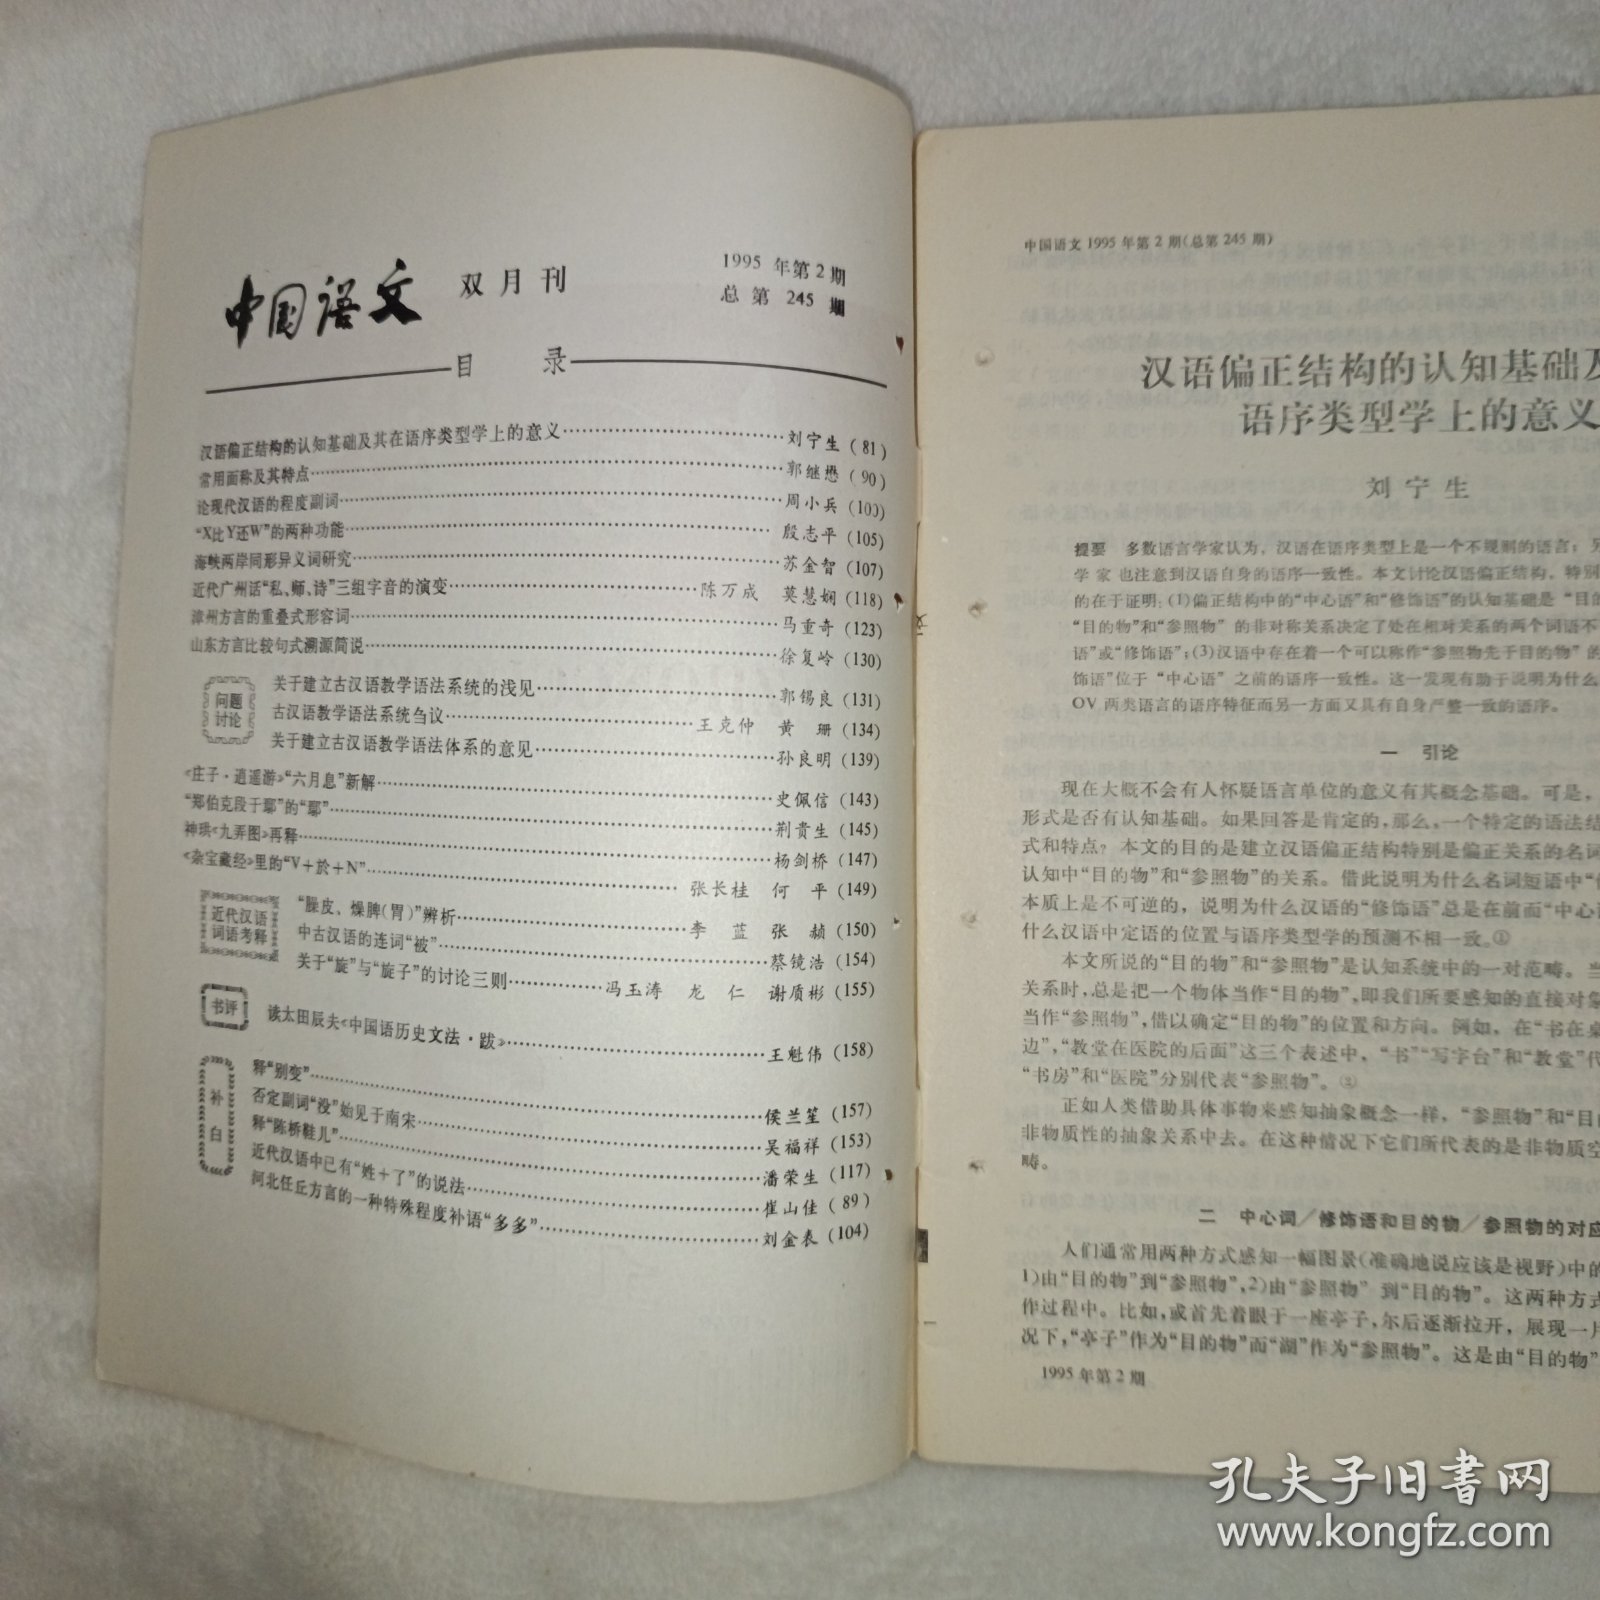 中国语文 双月刊 1995 年第2期
总 第 245 期
目 录
汉语偏正结构的认知基础及其在语序类型学上的意义……刘宁生 (81)
常用面称及其特点……郭继懋 (90)
论现代汉语的程度副词……周小兵 (100)
“X比Y还W”的两种功能……殷志平 (105)
海峡两岸同形异义词研究……苏金智 (107)
近代广州话“私、师、诗”三组字音的演变……陈万成 莫慧娴 (118)
漳州方言的重叠式形容词……马重奇 (123)
山东方言比较句式溯源简说……徐复岭 (130)
问题讨论
关于建立古汉语教学语法系统的浅见……郭锡良 (131)
古汉语教学语法系统刍议……王克仲 黄 珊 (134)
关于建立古汉语教学语法体系的意见……孙良明 (139)
《庄子·逍遥游》“六月息”新解……史佩信 (143)
“郑伯克段于鄢”的“鄢”……荆贵生 (145)
神珙《九弄图》再释……杨剑桥 (147)
《杂宝藏经》里的“V＋於＋N”……张长桂 何 平 (149)
近代汉语词语考释
“臊皮、燥脾(胃)”辨析……李 蓝 张 赪 (150)
中古汉语的连词“被”……蔡镜浩 (154)
关于“旋”与“旋子”的讨论三则……冯玉涛 龙 仁 谢质彬 (155)
书评
读太田辰夫《中国语历史文法·跋》……王魁伟 (158)
补白
释“别变”……侯兰笙 (157)
否定副词“没”始见于南宋……吴福祥 (153)
释“陈桥鞋儿”……潘荣生 (117)
近代汉语中已有“姓＋了”的说法……崔山佳 (89)
河北任丘方言的一种特殊程度补语“多多”……刘金表 (104)
中国语文 1995 年第 2 期(总第 245 期)
汉语偏正结构的认知基础及
语序类型学上的意义
刘 宁 生
提要 多数语言学家认为，汉语在语序类型上是一个不规则的语言；另
学 家 也注意到汉语自身的语序一致性。本文讨论汉语偏正结构，特别
的在于证明：(1)偏正结构中的“中心语”和“修饰语”的认知基础是 “目的
“目的物”和“参照物” 的非对称关系决定了处在相对关系的两个词语不
语”或“修饰语”；(3)汉语中存在着一个可以称作“参照物先于目的物” 的
饰语”位于 “中心语” 之前的语序一致性。这一发现有助于说明为什么
OV 两类语言的语序特征而另一方面又具有自身严整一致的语序。
一 引论
现在大概不会有人怀疑语言单位的意义有其概念基础。可是，
形式是否有认知基础。如果回答是肯定的，那么，一个特定的语法结
式和特点？本文的目的是建立汉语偏正结构特别是偏正关系的名词
认知中“目的物”和“参照物”的关系。借此说明为什么名词短语中“
本质上是不可逆的，说明为什么汉语的“修饰语”总是在前面“中心
什么汉语中定语的位置与语序类型学的预测不相一致。①
本文所说的“目的物”和“参照物”是认知系统中的一对范畴。当
关系时，总是把一个物体当作“目的物”，即我们所要感知的直接对象
当作“参照物”，借以确定“目的物”的位置和方向。例如，在“书在桌
边”，“教堂在医院的后面”这三个表述中，“书”“写字台”和“教堂”代
“书房”和“医院”分别代表“参照物”。②
正如人类借助具体事物来感知抽象概念一样，“参照物”和“目
非物质性的抽象关系中去。在这种情况下它们所代表的是非物质空
畴。
二 中心词／修饰语和目的物／参照物的对应
人们通常用两种方式感知一幅图景(准确地说应该是视野)中的
1)由“目的物”到“参照物”，2)由“参照物” 到“目的物”。这两种方式
作过程中。比如，或首先着眼于一座亭子，尔后逐渐拉开，展现一片
况下，“亭子”作为“目的物”而“湖”作为“参照物”。这是由“目的物”
1995 年第 2 期
孔夫子旧书网
www.kongfz.com